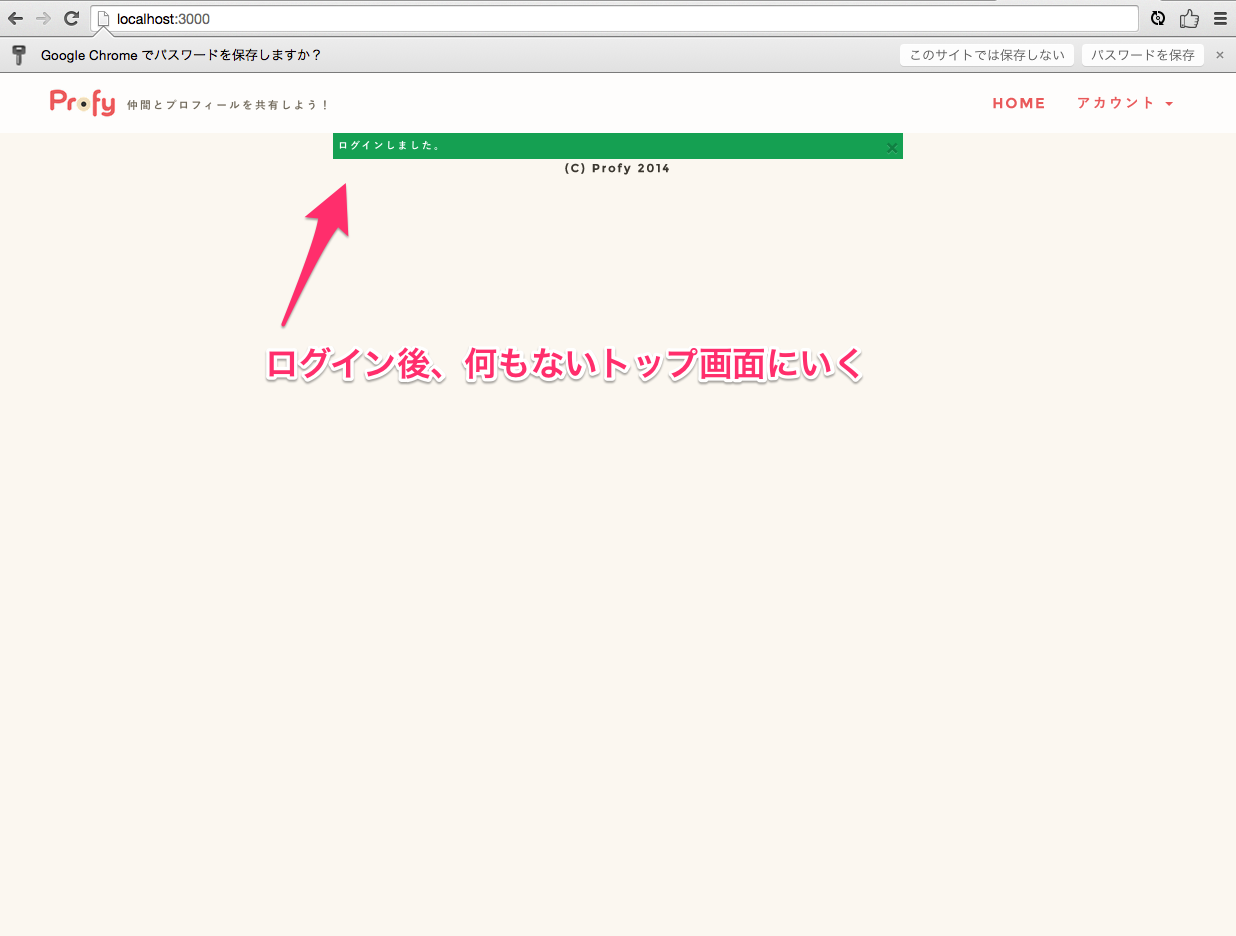 localhost:3000
Google Chrome でパスワードを保存しますか？ このサイトでは保存しない パスワードを保存 ×
Profy 仲間とプロフィールを共有しよう！ HOME アカウント
ログインしました。 ×
(C) Profy 2014
ログイン後、何もないトップ画面にいく